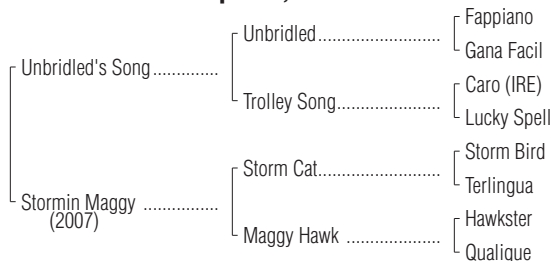 Fappiano
Unbridled..................
Gana Facil
Unbridled's Song..............
Caro (IRE)
Trolley Song.................
Lucky Spell
Storm Bird
Storm Cat.....................
Terlingua
Stormin Maggy ................
(2007)
Hawkster
Maggy Hawk ................
Qualique